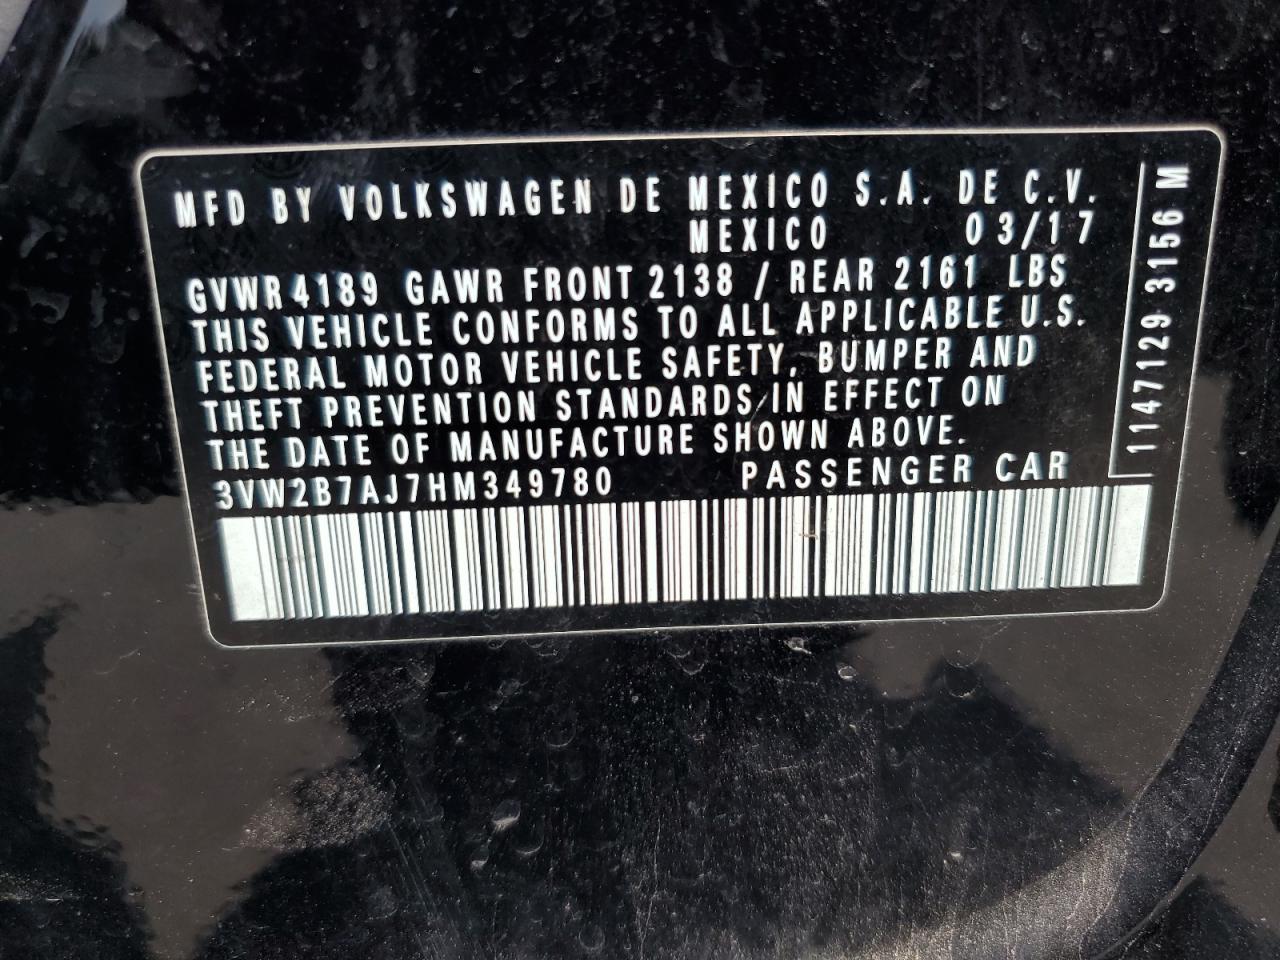 MFD BY VOLKSWAGEN DE MEXICO S.A. DE C.V.
MEXICO 03/17
GVWR 4189 GAWR FRONT 2138 / REAR 2161 LBS
THIS VEHICLE CONFORMS TO ALL APPLICABLE U.S.
FEDERAL MOTOR VEHICLE SAFETY, BUMPER AND
THEFT PREVENTION STANDARDS IN EFFECT ON
THE DATE OF MANUFACTURE SHOWN ABOVE.
3VW2B7AJ7HM349780 PASSENGER CAR
1147129 3156 M